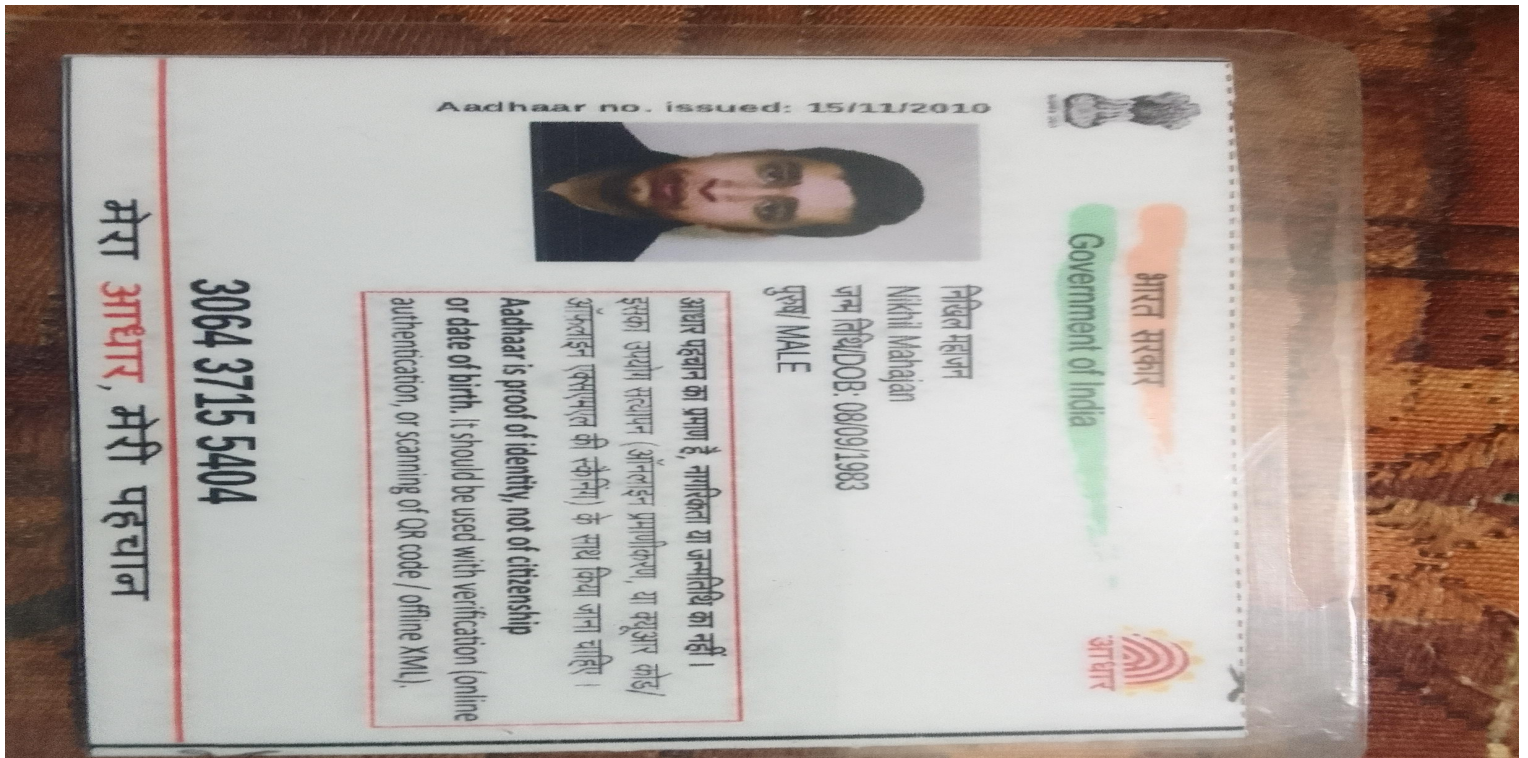 भारत सरकार
Government of India
आधार
Aadhaar no. issued: 15/11/2010
निखिल महाजन
Nikhil Mahajan
जन्म तिथि/DOB: 08/09/1983
पुरुष/ MALE
आधार पहचान का प्रमाण है, नागरिकता या जन्मतिथि का नहीं ।
इसका उपयोग सत्यापन (ऑनलाइन प्रमाणीकरण, या क्यूआर कोड/
ऑफलाइन एक्सएमएल की स्कैनिंग) के साथ किया जाना चाहिए ।
Aadhaar is proof of identity, not of citizenship
or date of birth. It should be used with verification (online
authentication, or scanning of QR code / offline XML).
3064 3715 5404
मेरा आधार, मेरी पहचान